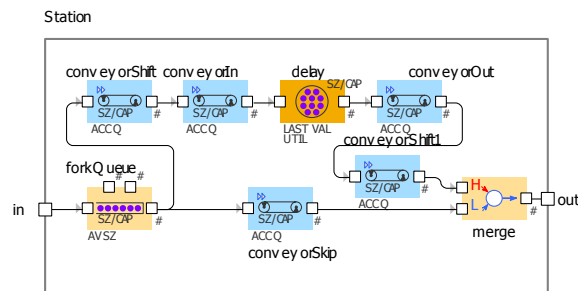 Station
conveyorShift
conveyorIn
delay
conveyorOut
SZ/CAP
SZ/CAP
#
SZ/CAP
#
#
SZ/CAP
#
ACCQ
ACCQ
LAST VAL
UTIL
ACCQ
conveyorShift1
forkQueue
# #
SZ/CAP
#
ACCQ
H
L
in
SZ/CAP
#
AVSZ
SZ/CAP
#
ACCQ
#
out
merge
conveyorSkip